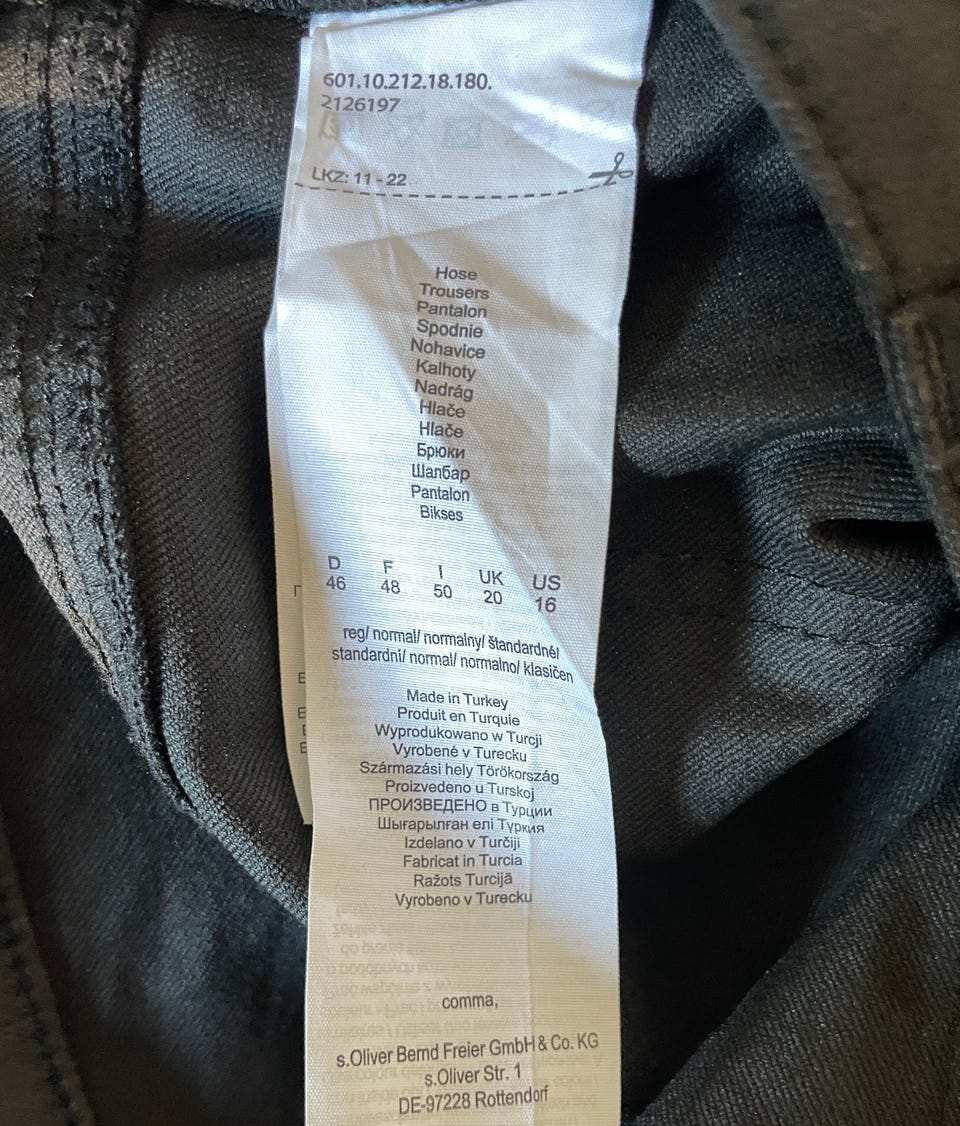 601.10.212.18.180.
2126197
LKZ: 11 - 22
Hose
Trousers
Pantalon
Spodnie
Nohavice
Kalhoty
Nadrág
Hlače
Hlače
Брюки
Шалбар
Pantalon
Bikses
D F I UK US
46 48 50 20 16
reg/ normal/ normalny/ štandardné/
standardní/ normal/ normalno/ klasičen
Made in Turkey
Produit en Turquie
Wyprodukowano w Turcji
Vyrobené v Turecku
Származási hely Törökország
Proizvedeno u Turskoj
ПРОИЗВЕДЕНО в Турции
Шығарылған елі Түркия
Izdelano v Turčiji
Fabricat in Turcia
Ražots Turcijā
Vyrobeno v Turecku
comma,
s.Oliver Bernd Freier GmbH & Co. KG
s.Oliver Str. 1
DE-97228 Rottendorf